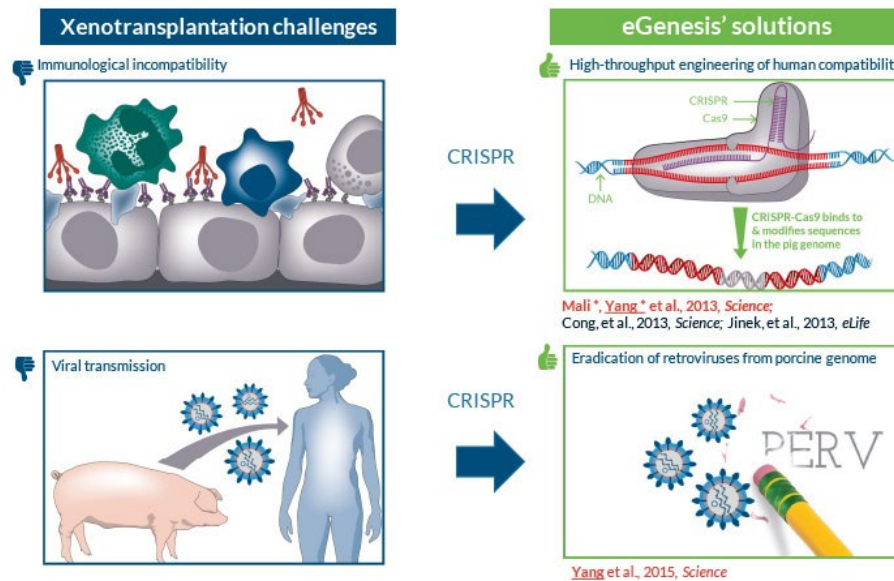 Xenotransplantation challenges
eGenesis' solutions
Immunological incompatibility
High-throughput engineering of human compatibilit
CRISPR
CRISPR
Cas9
DNA
CRISPR-Cas9 binds to
& modifies sequences
in the pig genome
Mali *, Yang * et al., 2013, Science;
Cong, et al., 2013, Science; Jinek, et al., 2013, eLife
Viral transmission
Eradication of retroviruses from porcine genome
CRISPR
PERV
Yang et al., 2015, Science